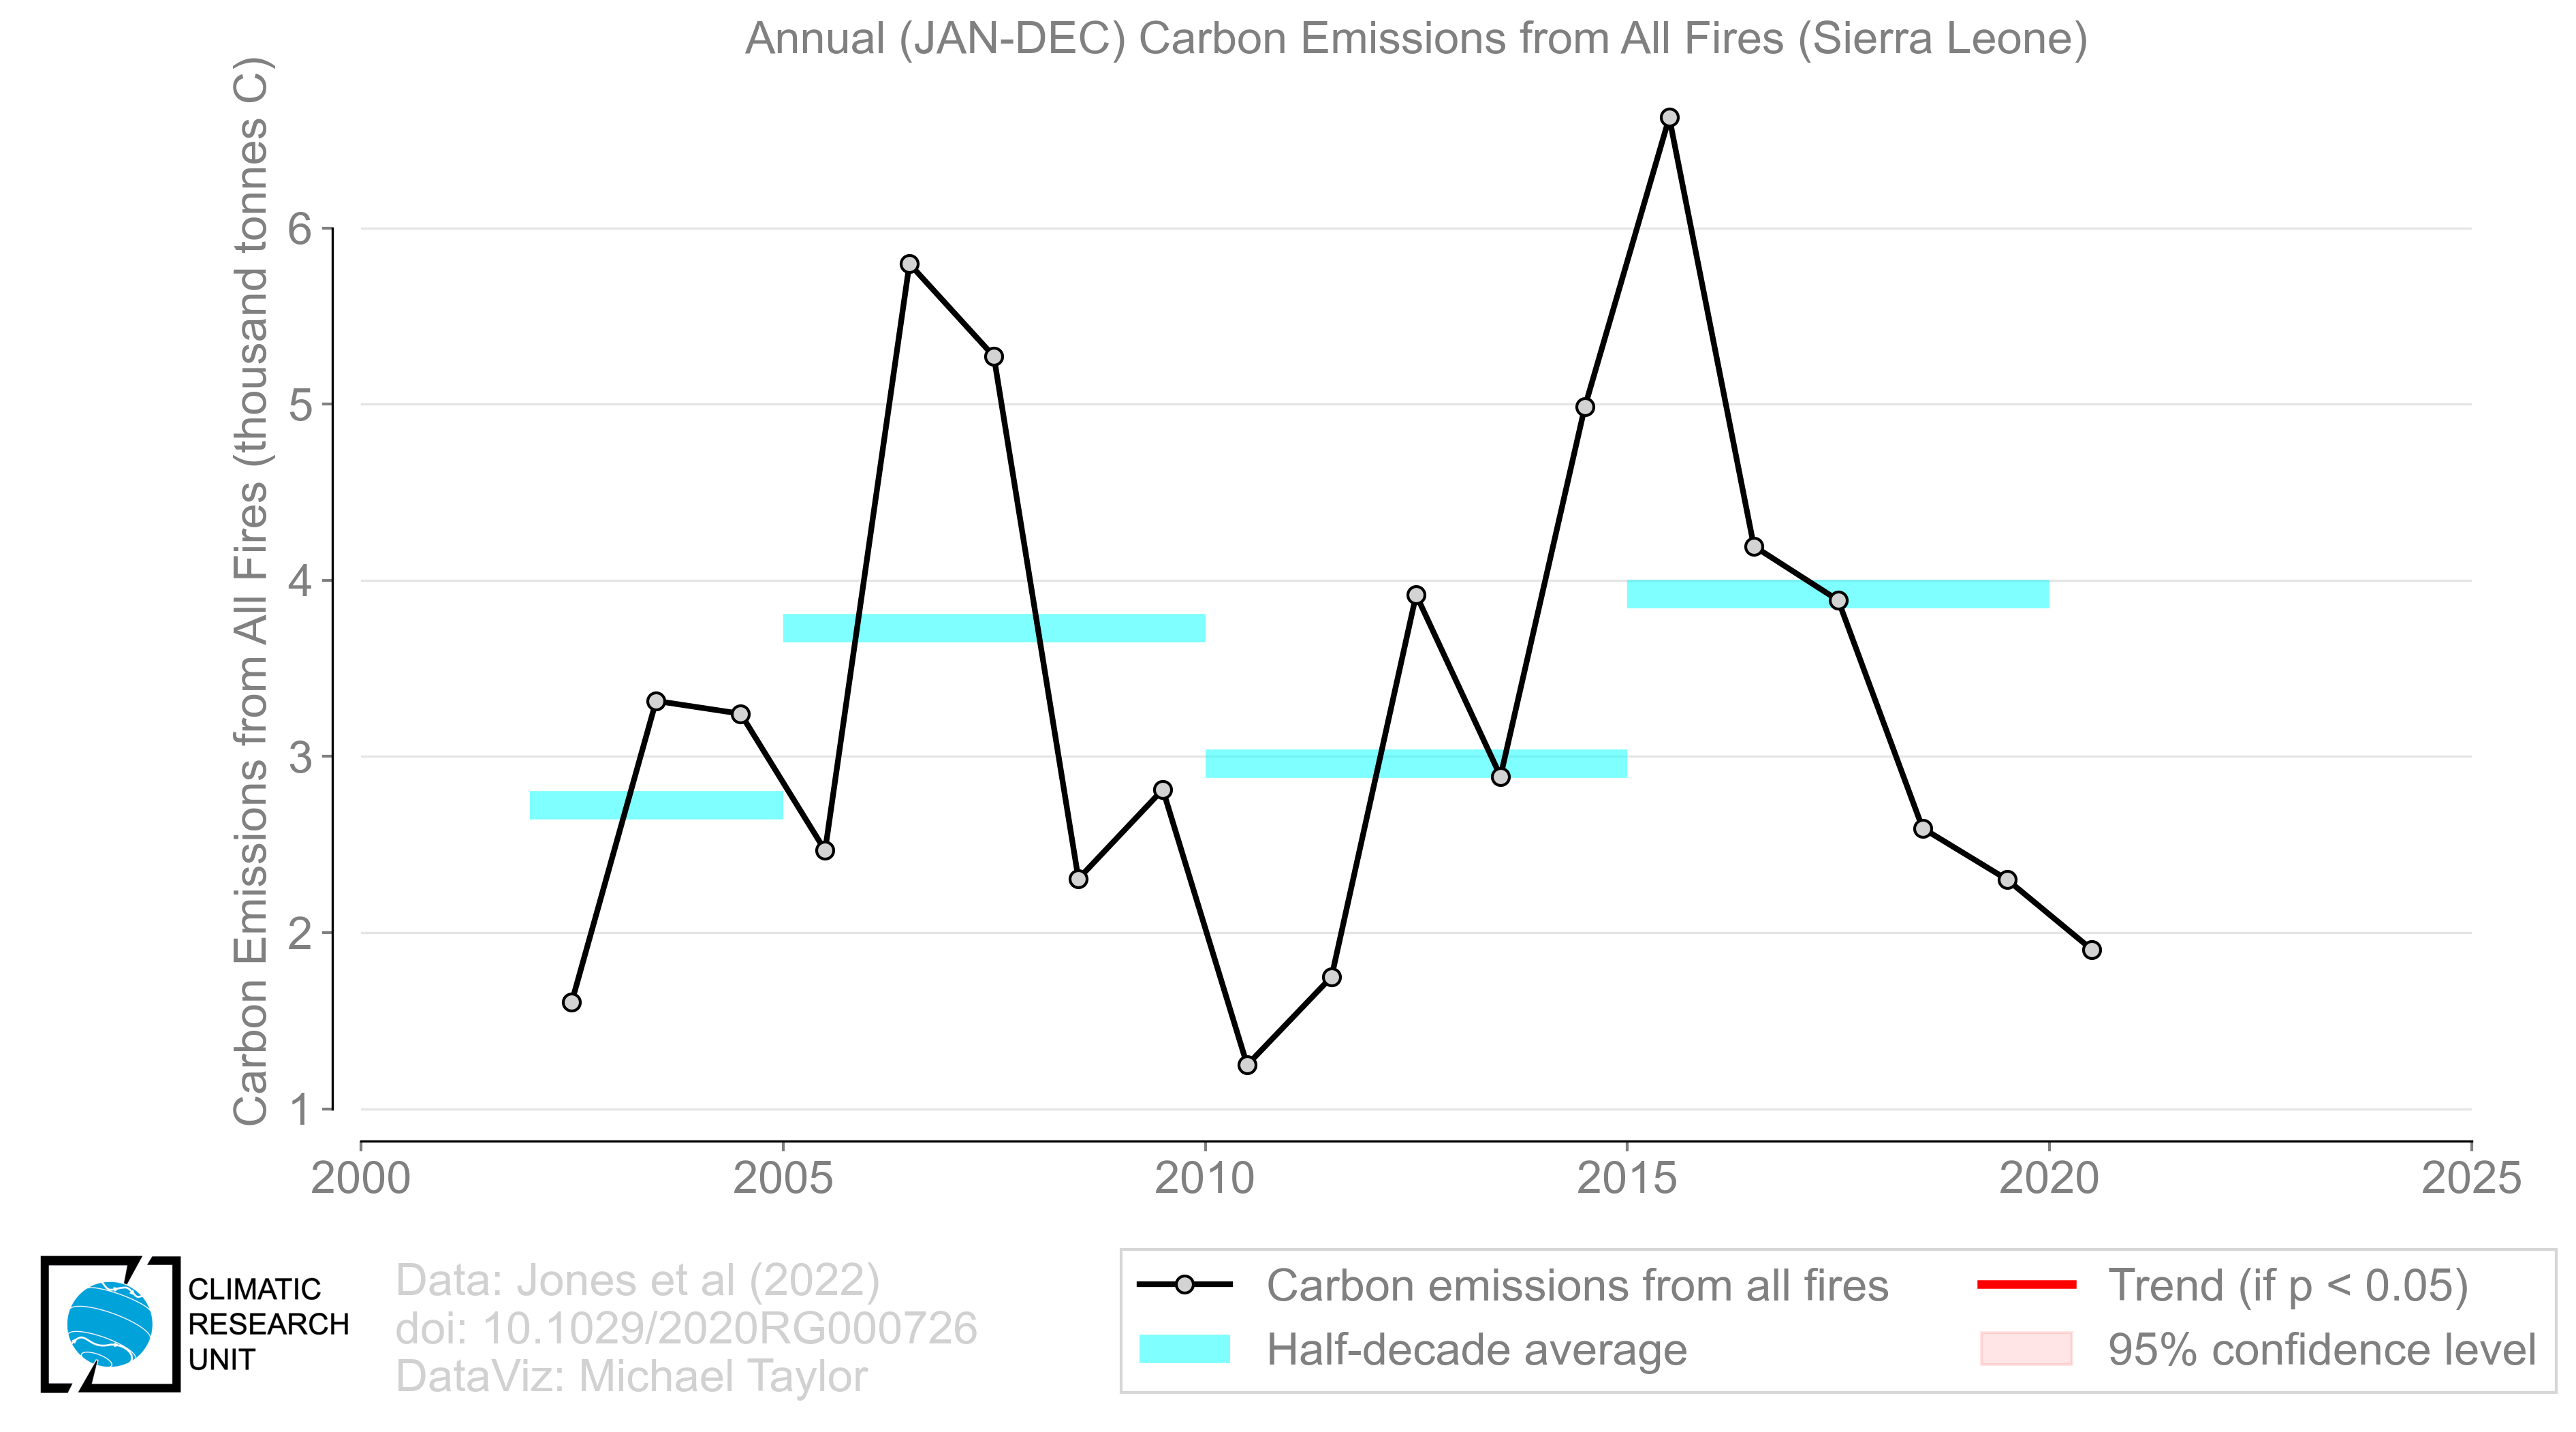 Annual (JAN-DEC) Carbon Emissions from All Fires (Sierra Leone)
Carbon Emissions from All Fires (thousand tonnes C)
6
5
4
3
2
1
2000
2005
2010
2015
2020
2025
CLIMATIC
RESEARCH
UNIT
Data: Jones et al (2022)
doi: 10.1029/2020RG000726
DataViz: Michael Taylor
Carbon emissions from all fires
Half-decade average
Trend (if p < 0.05)
95% confidence level